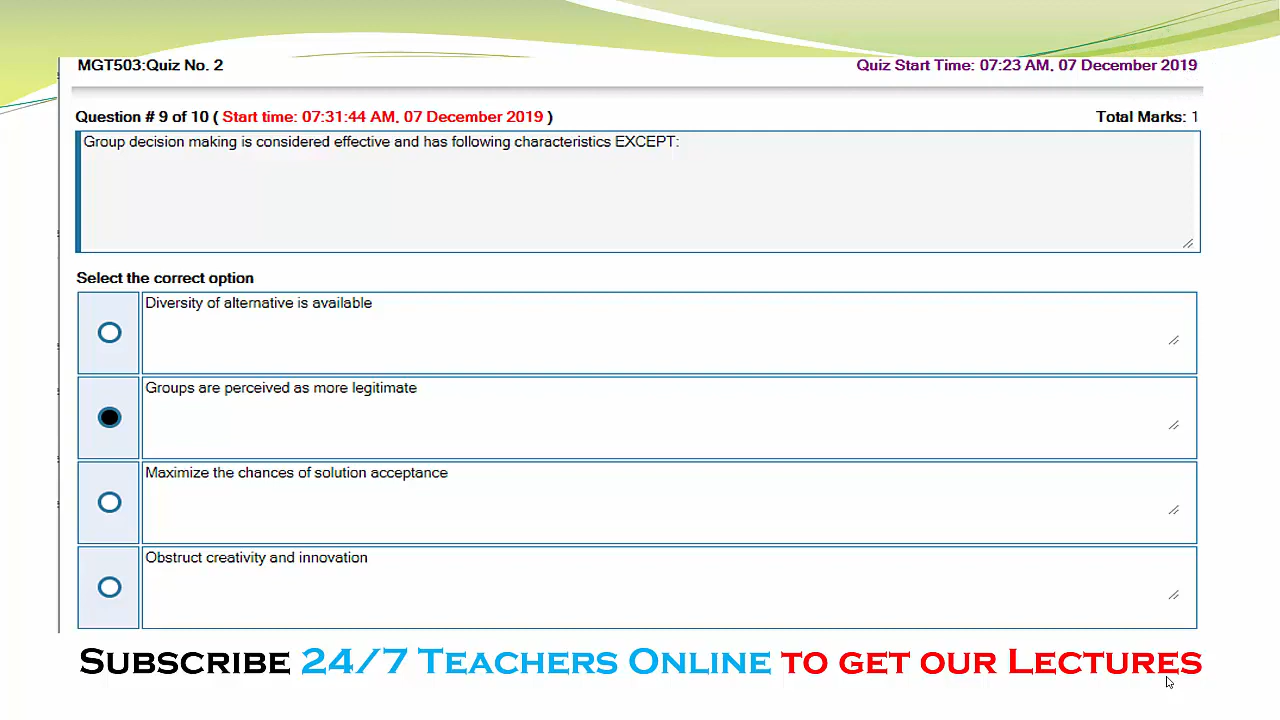 MGT503:Quiz No. 2
Quiz Start Time: 07:23 AM, 07 December 2019
Question # 9 of 10 ( Start time: 07:31:44 AM, 07 December 2019 )
Total Marks: 1
Group decision making is considered effective and has following characteristics EXCEPT:
Select the correct option
Diversity of alternative is available
Groups are perceived as more legitimate
Maximize the chances of solution acceptance
Obstruct creativity and innovation
Subscribe 24/7 Teachers Online to get our Lectures